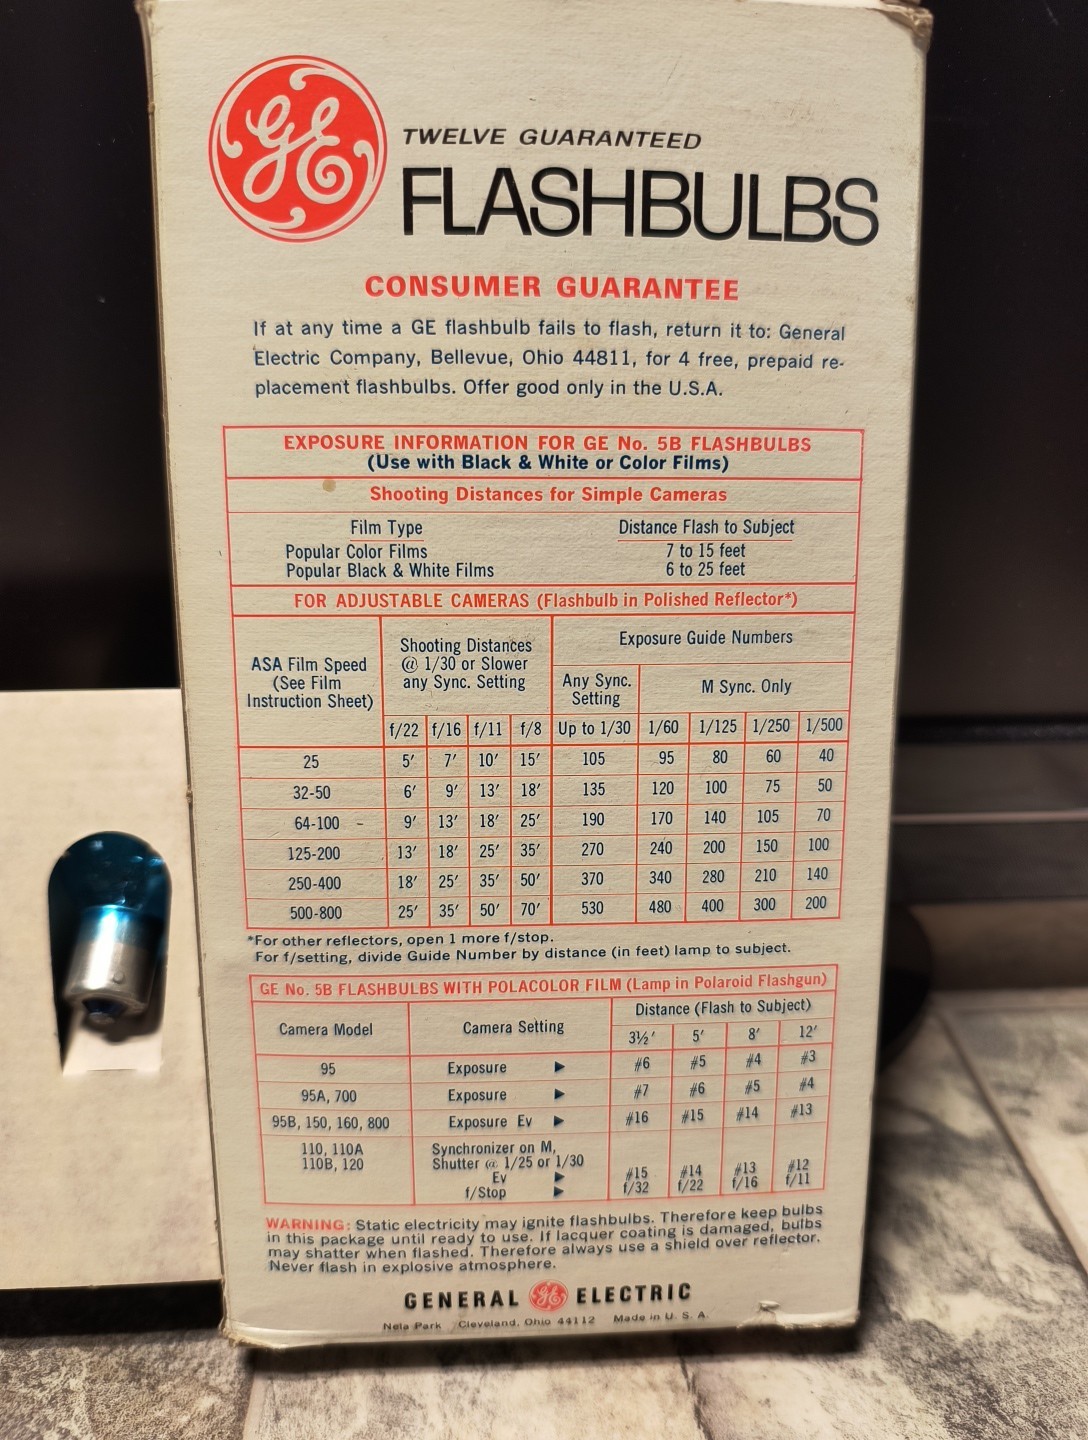 GE
TWELVE GUARANTEED
FLASHBULBS
CONSUMER GUARANTEE
If at any time a GE flashbulb fails to flash, return it to: General
Electric Company, Bellevue, Ohio 44811, for 4 free, prepaid re-
placement flashbulbs. Offer good only in the U.S.A.
EXPOSURE INFORMATION FOR GE No. 5B FLASHBULBS
(Use with Black & White or Color Films)
Shooting Distances for Simple Cameras
Film Type Distance Flash to Subject
Popular Color Films 7 to 15 feet
Popular Black & White Films 6 to 25 feet
FOR ADJUSTABLE CAMERAS (Flashbulb in Polished Reflector*)
ASA Film Speed
(See Film
Instruction Sheet)
Shooting Distances
@ 1/30 or Slower
any Sync. Setting
Exposure Guide Numbers
Any Sync.
Setting
M Sync. Only
f/22 f/16 f/11 f/8 Up to 1/30 1/60 1/125 1/250 1/500
25 5′ 7′ 10′ 15′ 105 95 80 60 40
32-50 6′ 9′ 13′ 18′ 135 120 100 75 50
64-100 9′ 13′ 18′ 25′ 190 170 140 105 70
125-200 13′ 18′ 25′ 35′ 270 240 200 150 100
250-400 18′ 25′ 35′ 50′ 370 340 280 210 140
500-800 25′ 35′ 50′ 70′ 530 480 400 300 200
*For other reflectors, open 1 more f/stop.
For f/setting, divide Guide Number by distance (in feet) lamp to subject.
GE No. 5B FLASHBULBS WITH POLACOLOR FILM (Lamp in Polaroid Flashgun)
Camera Model
Camera Setting
Distance (Flash to Subject)
3½′ 5′ 8′ 12′
95 Exposure ► #6 #5 #4 #3
95A, 700 Exposure ► #7 #6 #5 #4
95B, 150, 160, 800 Exposure Ev ► #16 #15 #14 #13
110, 110A
110B, 120
Synchronizer on M,
Shutter @ 1/25 or 1/30
Ev ► #15 #14 #13 #12
f/Stop ► f/32 f/22 f/16 f/11
WARNING: Static electricity may ignite flashbulbs. Therefore keep bulbs
in this package until ready to use. If lacquer coating is damaged, bulbs
may shatter when flashed. Therefore always use a shield over reflector.
Never flash in explosive atmosphere.
GENERAL GE ELECTRIC
Nela Park Cleveland, Ohio 44112 Made in U.S.A.